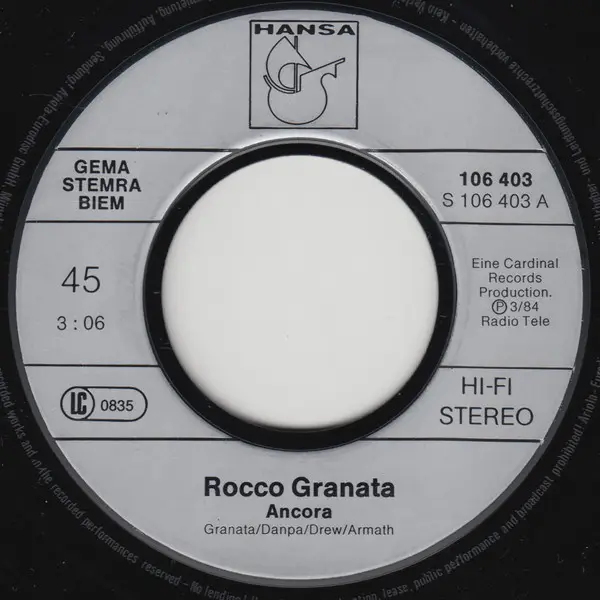 HANSA
GEMA
STEMRA
BIEM
106 403
S 106 403 A
45
3 : 06
Eine Cardinal
Records
Production.
Ⓟ 3/84
Radio Tele
LC 0835
HI-FI
STEREO
Rocco Granata
Ancora
Granata/Danpa/Drew/Armath